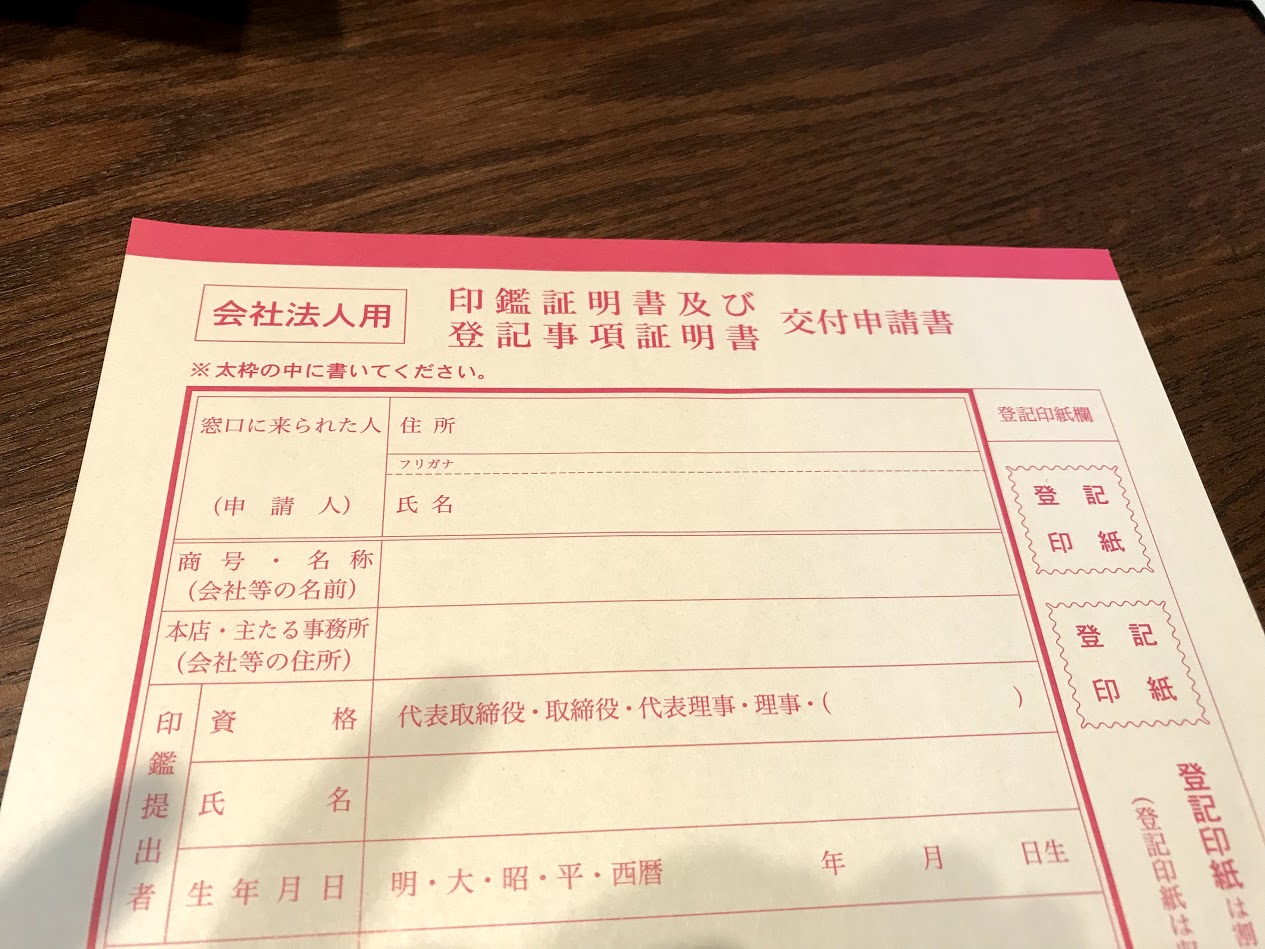 会社法人用
印鑑証明書及び
登記事項証明書
交付申請書
※太枠の中に書いてください。
窓口に来られた人
(申請人)
住所
フリガナ
氏名
商号・名称
(会社等の名前)
本店・主たる事務所
(会社等の住所)
印鑑提出者
資格
代表取締役・取締役・代表理事・理事・( )
氏名
生年月日
明・大・昭・平・西暦 年 月 日生
登記印紙欄
登記
印紙
登記
印紙
登記印紙は割
(登記印紙は